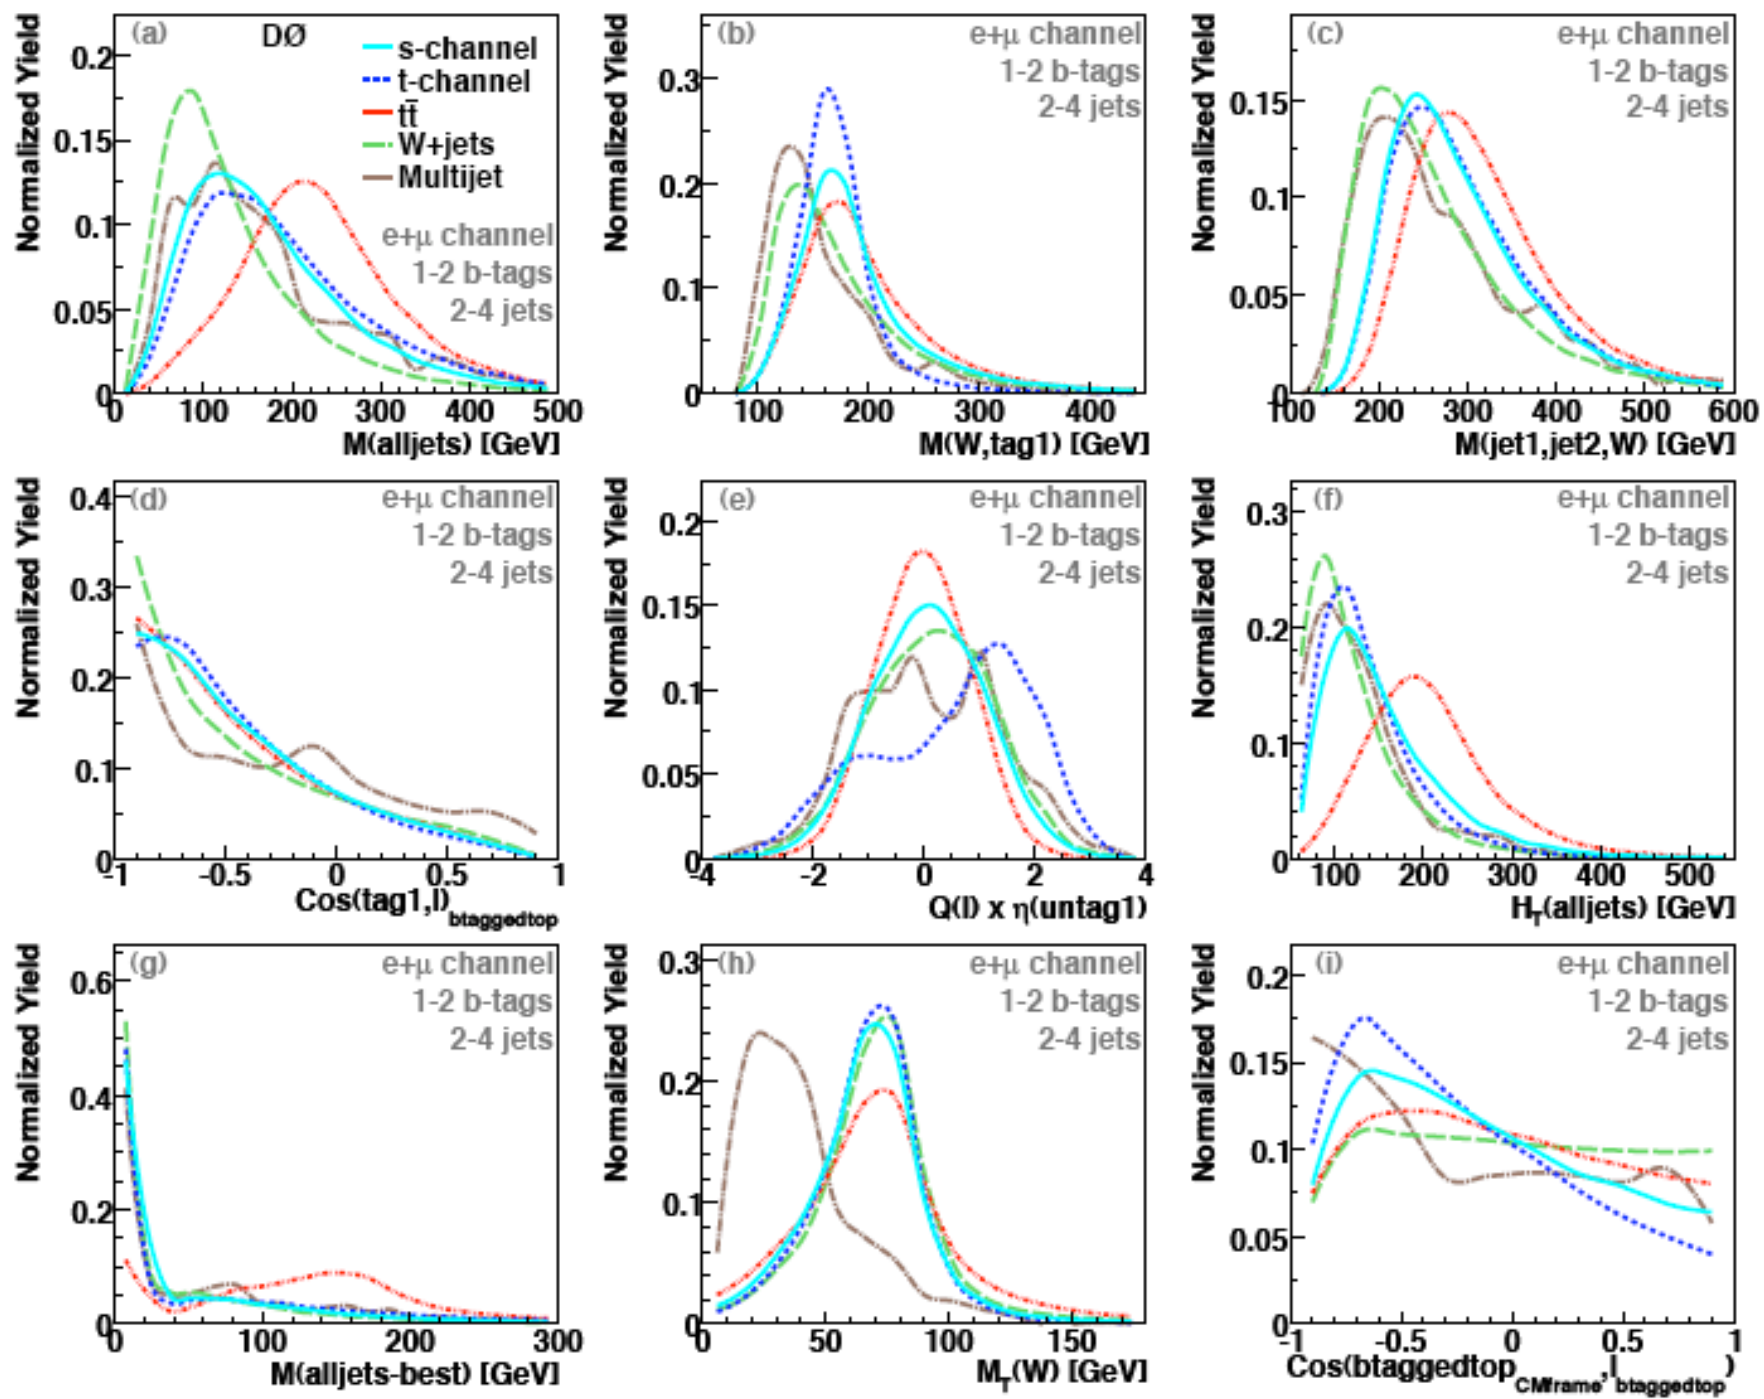 (a)
DØ
s-channel
t-channel
tt̄
W+jets
Multijet
e+μ channel
1-2 b-tags
2-4 jets
Normalized Yield
0.2
0.15
0.1
0.05
0
0 100 200 300 400 500
M(alljets) [GeV]
(b)
e+μ channel
1-2 b-tags
2-4 jets
Normalized Yield
0.3
0.2
0.1
0
100 200 300 400
M(W,tag1) [GeV]
(c)
e+μ channel
1-2 b-tags
2-4 jets
Normalized Yield
0.15
0.1
0.05
0
100 200 300 400 500 600
M(jet1,jet2,W) [GeV]
(d)
e+μ channel
1-2 b-tags
2-4 jets
Normalized Yield
0.4
0.3
0.2
0.1
0
-1 -0.5 0 0.5 1
Cos(tag1,l)btaggedtop
(e)
e+μ channel
1-2 b-tags
2-4 jets
Normalized Yield
0.2
0.15
0.1
0.05
0
-4 -2 0 2 4
Q(l) x η(untag1)
(f)
e+μ channel
1-2 b-tags
2-4 jets
Normalized Yield
0.3
0.2
0.1
0
100 200 300 400 500
HT(alljets) [GeV]
(g)
e+μ channel
1-2 b-tags
2-4 jets
Normalized Yield
0.6
0.4
0.2
0
0 100 200 300
M(alljets-best) [GeV]
(h)
e+μ channel
1-2 b-tags
2-4 jets
Normalized Yield
0.3
0.2
0.1
0
0 50 100 150
MT(W) [GeV]
(i)
e+μ channel
1-2 b-tags
2-4 jets
Normalized Yield
0.2
0.15
0.1
0.05
0
-1 -0.5 0 0.5 1
Cos(btaggedtopCMframe,lbtaggedtop)